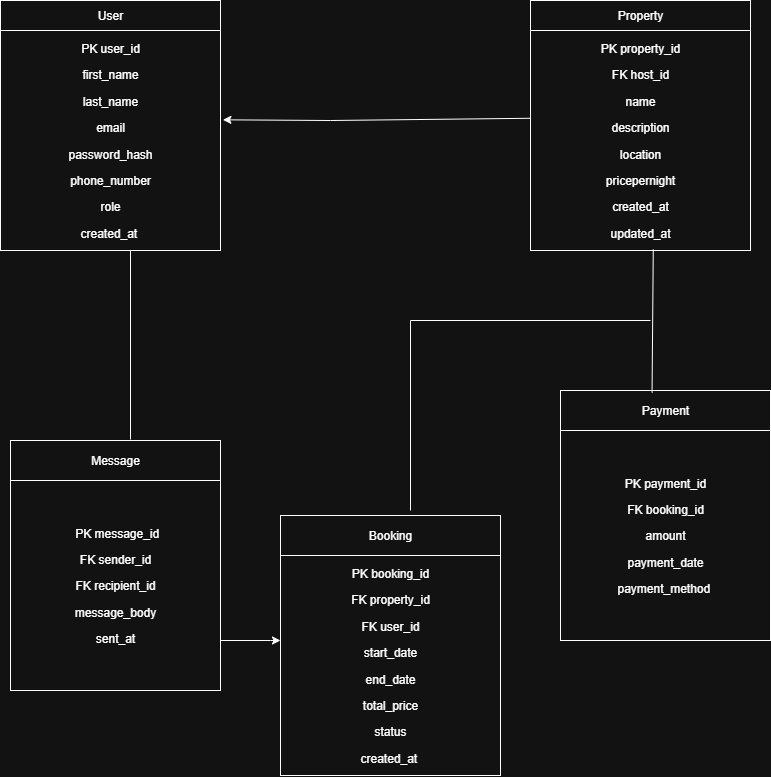 User
PK user_id
first_name
last_name
email
password_hash
phone_number
role
created_at
Property
PK property_id
FK host_id
name
description
location
pricepernight
created_at
updated_at
Message
PK message_id
FK sender_id
FK recipient_id
message_body
sent_at
Booking
PK booking_id
FK property_id
FK user_id
start_date
end_date
total_price
status
created_at
Payment
PK payment_id
FK booking_id
amount
payment_date
payment_method